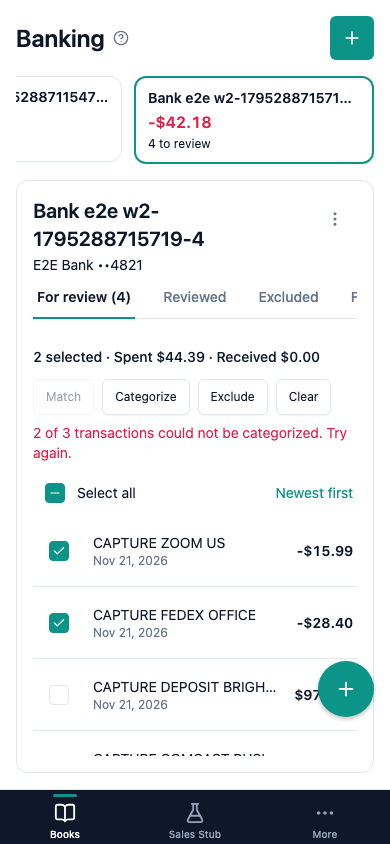 Banking
5288711547...
Bank e2e w2-179528871571...
-$42.18
4 to review
Bank e2e w2-
1795288715719-4
E2E Bank ••4821
For review (4)
Reviewed
Excluded
2 selected · Spent $44.39 · Received $0.00
Match
Categorize
Exclude
Clear
2 of 3 transactions could not be categorized. Try
again.
Select all
Newest first
CAPTURE ZOOM US
-$15.99
Nov 21, 2026
CAPTURE FEDEX OFFICE
-$28.40
Nov 21, 2026
CAPTURE DEPOSIT BRIGH...
$97
Nov 21, 2026
Books
Sales Stub
More